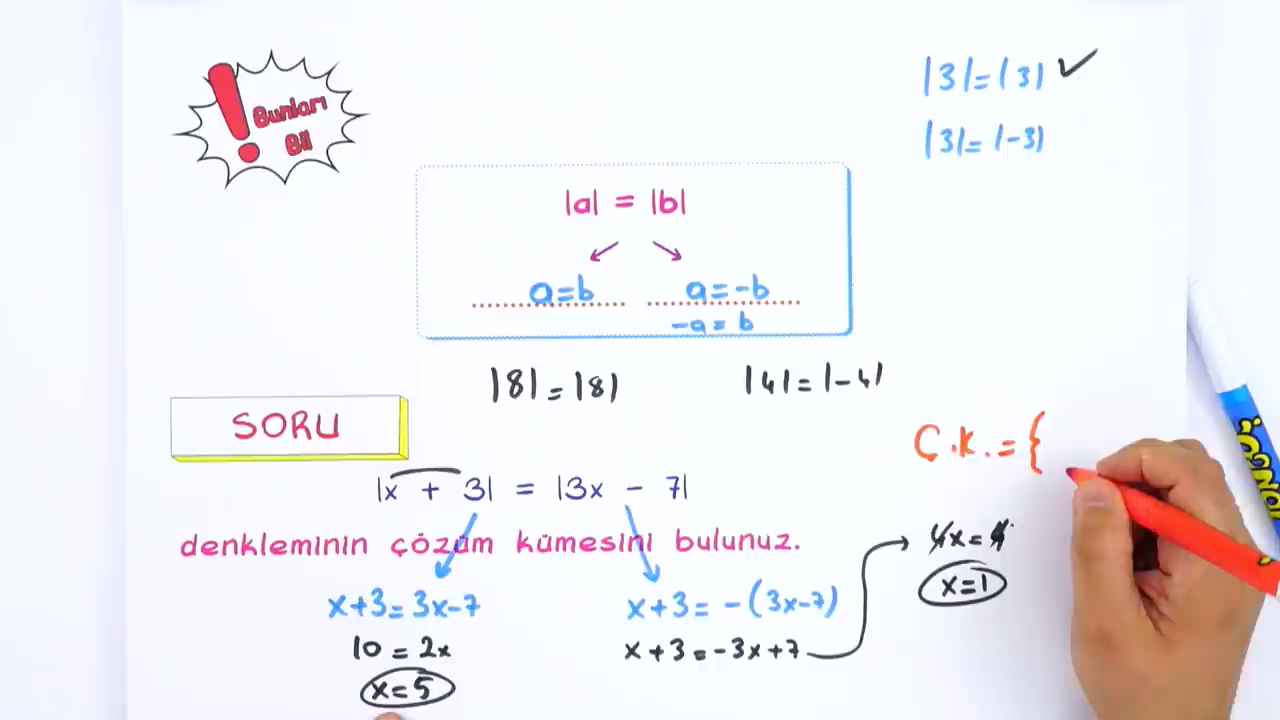 Bunları
Bil
|3|=|3| ✓
|3|=|-3|
|a| = |b|
a=b
a=-b
-a=b
|8|=|8|
|4|=|-4|
SORU
Ç.K.={
|x + 3| = |3x - 7|
denkleminin çözüm kümesini bulunuz.
x+3=3x-7
10=2x
x=5
x+3=-(3x-7)
x+3=-3x+7
4x=4
x=1